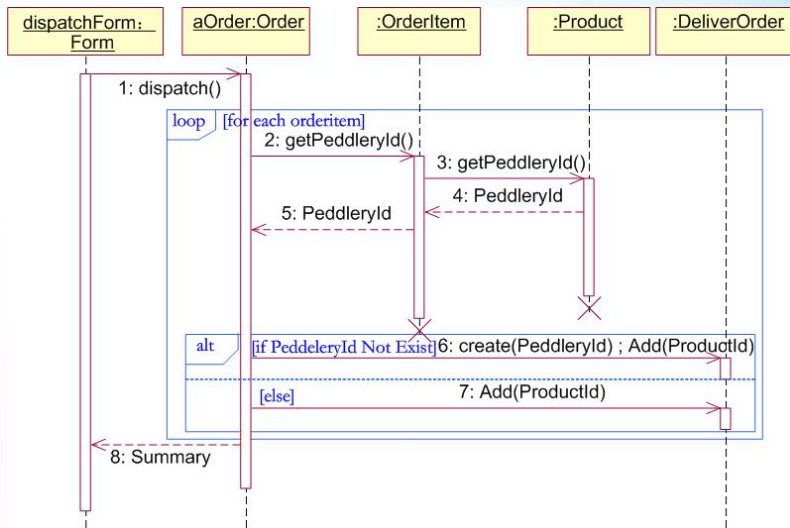 dispatchForm：
Form
aOrder:Order
:OrderItem
:Product
:DeliverOrder
1: dispatch()
loop [for each orderitem]
2: getPeddleryId()
3: getPeddleryId()
4: PeddleryId
5: PeddleryId
alt [if PeddeleryId Not Exist] 6: create(PeddleryId) ; Add(ProductId)
[else] 7: Add(ProductId)
8: Summary